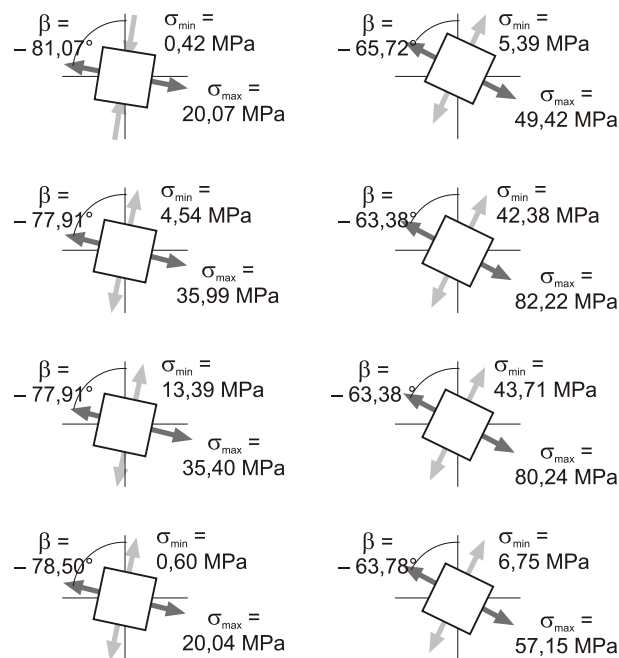 β =
– 81,07°
σmin =
0,42 MPa
σmax =
20,07 MPa
β =
– 65,72°
σmin =
5,39 MPa
σmax =
49,42 MPa
β =
– 77,91°
σmin =
4,54 MPa
σmax =
35,99 MPa
β =
– 63,38°
σmin =
42,38 MPa
σmax =
82,22 MPa
β =
– 77,91°
σmin =
13,39 MPa
σmax =
35,40 MPa
β =
– 63,38 °
σmin =
43,71 MPa
σmax =
80,24 MPa
β =
– 78,50°
σmin =
0,60 MPa
σmax =
20,04 MPa
β =
– 63,78°
σmin =
6,75 MPa
σmax =
57,15 MPa